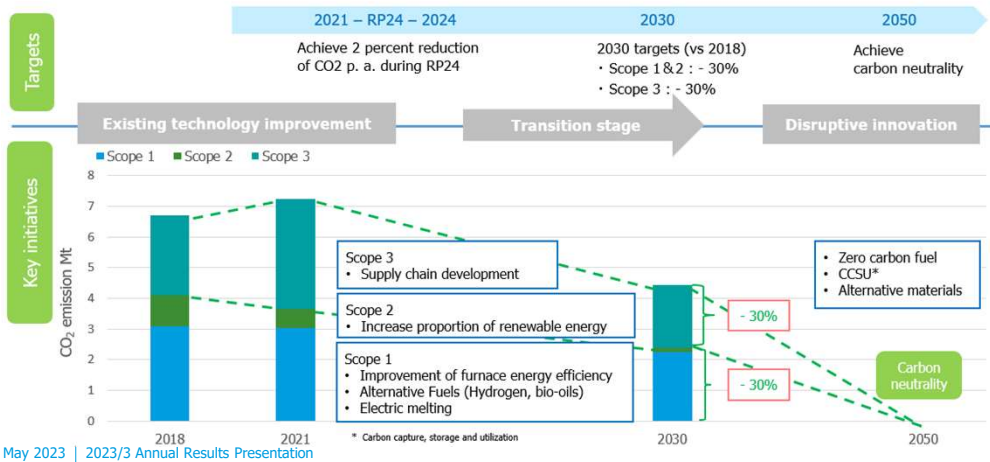 Targets
2021 – RP24 – 2024
2030
2050
Achieve 2 percent reduction
of CO2 p. a. during RP24
2030 targets (vs 2018)
・Scope 1&2 : - 30%
・Scope 3 : - 30%
Achieve
carbon neutrality
Existing technology improvement
Transition stage
Disruptive innovation
Key initiatives
Scope 1
Scope 2
Scope 3
CO2 emission Mt
8
7
6
5
4
3
2
1
0
Scope 3
• Supply chain development
Scope 2
• Increase proportion of renewable energy
Scope 1
• Improvement of furnace energy efficiency
• Alternative Fuels (Hydrogen, bio-oils)
• Electric melting
- 30%
- 30%
• Zero carbon fuel
• CCSU*
• Alternative materials
Carbon
neutrality
2018
2021
2030
2050
* Carbon capture, storage and utilization
May 2023 | 2023/3 Annual Results Presentation